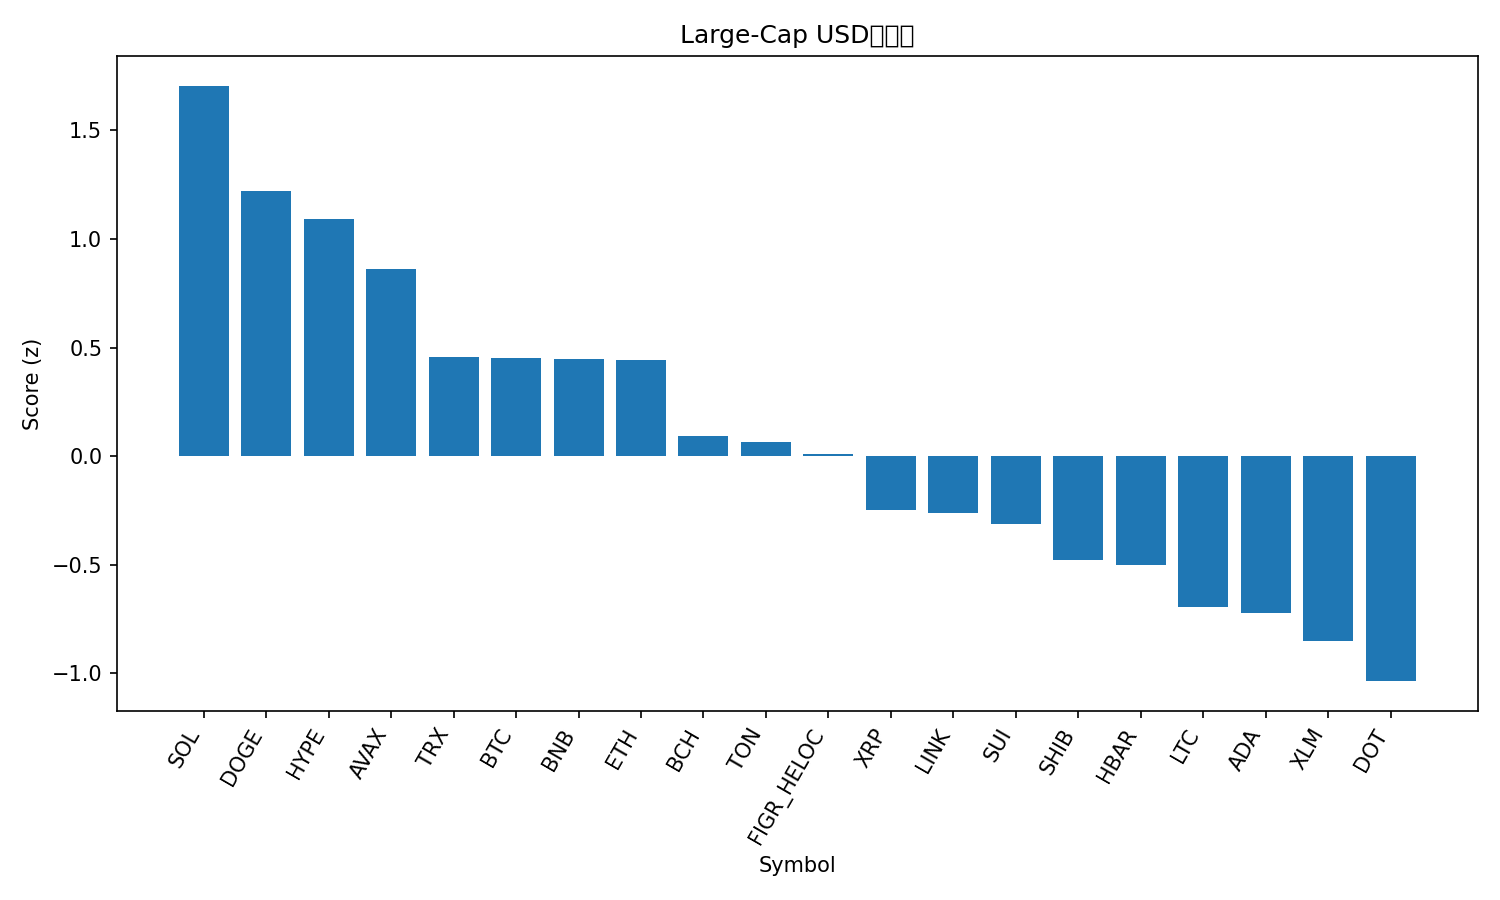 Large-Cap USD
Score (z)
1.5
1.0
0.5
0.0
−0.5
−1.0
SOL
DOGE
HYPE
AVAX
TRX
BTC
BNB
ETH
BCH
TON
FIGR_HELOC
XRP
LINK
SUI
SHIB
HBAR
LTC
ADA
XLM
DOT
Symbol